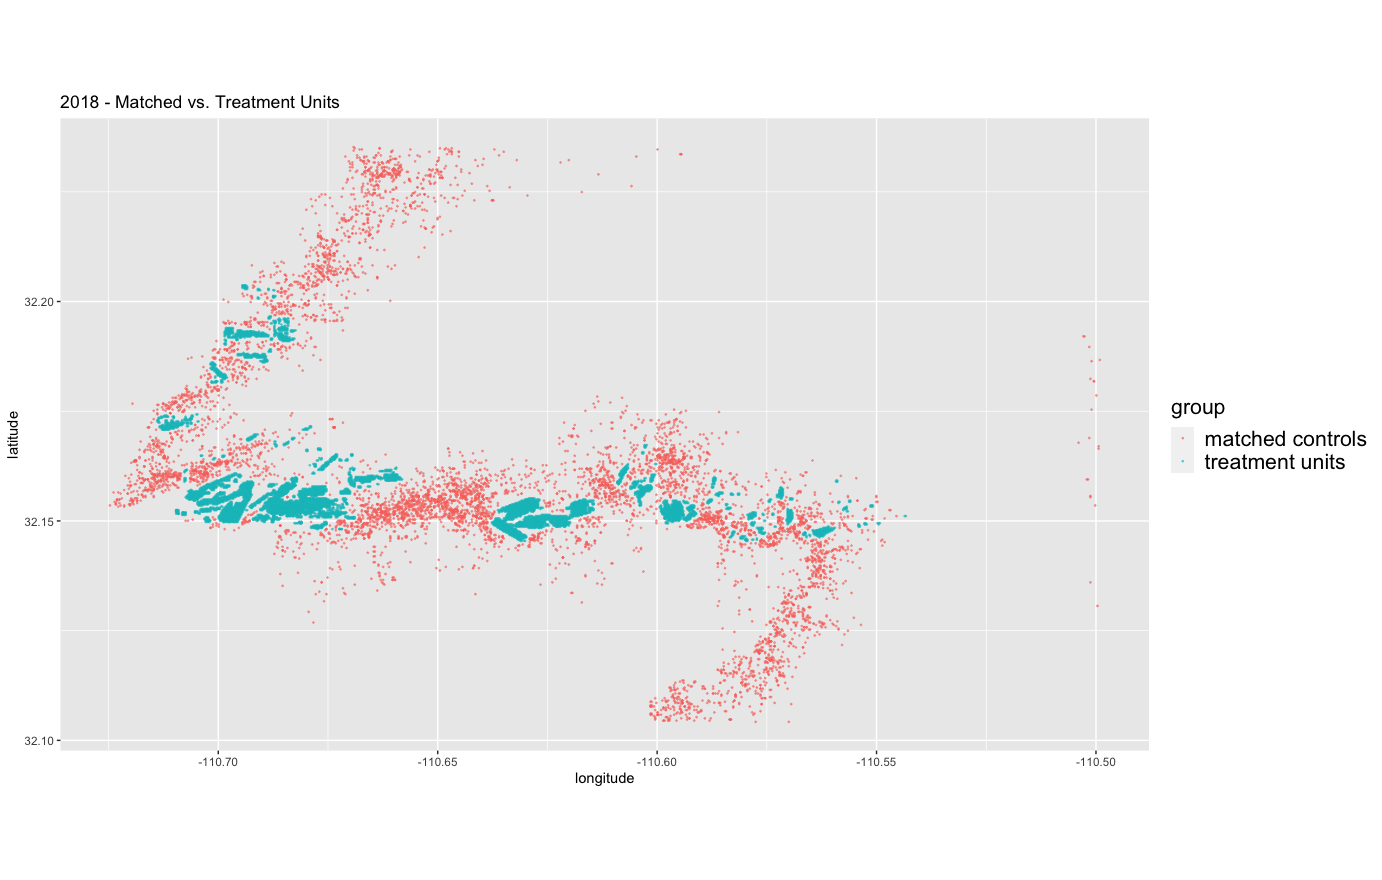 2018 - Matched vs. Treatment Units
latitude
32.20
32.15
32.10
-110.70
-110.65
-110.60
-110.55
-110.50
longitude
group
matched controls
treatment units